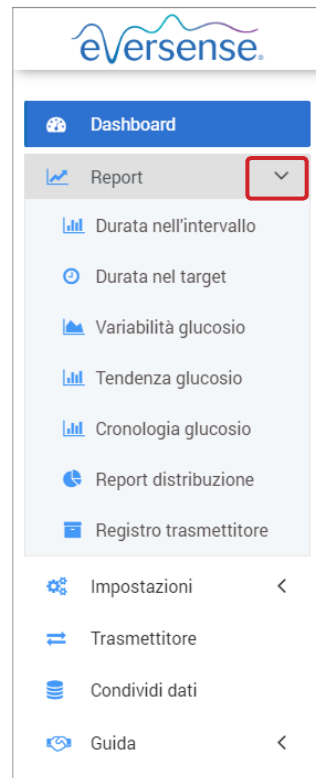 eversense.
Dashboard
Report
Durata nell'intervallo
Durata nel target
Variabilità glucosio
Tendenza glucosio
Cronologia glucosio
Report distribuzione
Registro trasmettitore
Impostazioni
Trasmettitore
Condividi dati
Guida